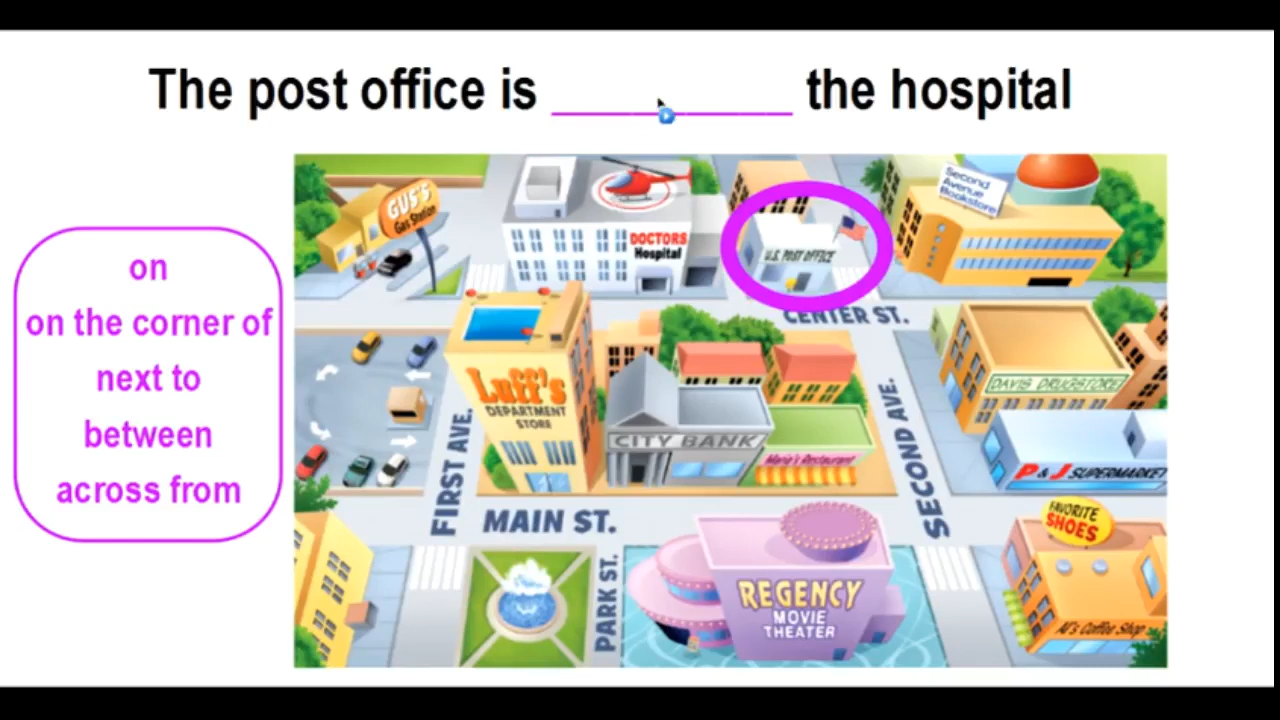 The post office is __________ the hospital
on
on the corner of
next to
between
across from
GUS'S
Gas Station
DOCTORS
Hospital
U.S. POST OFFICE
Second
Avenue
Bookstore
CENTER ST.
Luff's
DEPARTMENT
STORE
CITY BANK
Marie's Restaurant
DAVIS DRUGSTORE
P & J SUPERMARKET
FIRST AVE.
SECOND AVE.
MAIN ST.
PARK ST.
REGENCY
MOVIE
THEATER
FAVORITE
SHOES
Al's Coffee Shop